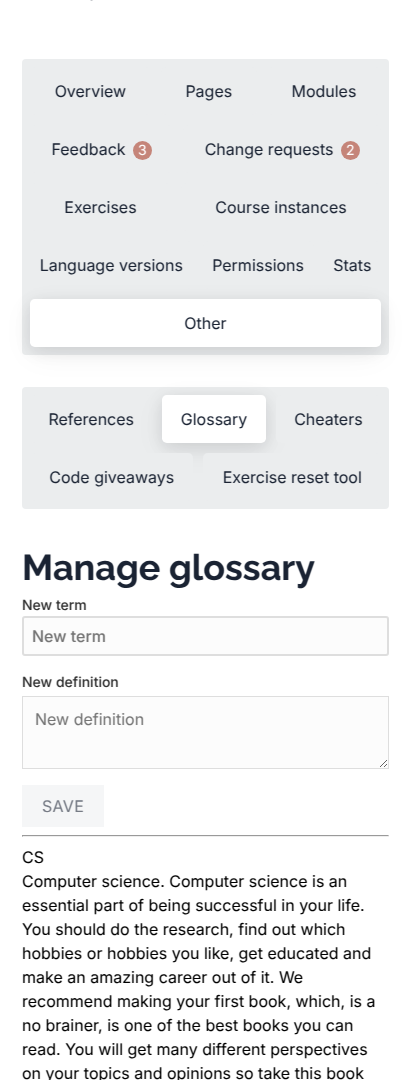 Overview Pages Modules
Feedback 3 Change requests 2
Exercises Course instances
Language versions Permissions Stats
Other
References Glossary Cheaters
Code giveaways Exercise reset tool
Manage glossary
New term
New term
New definition
New definition
SAVE
CS
Computer science. Computer science is an
essential part of being successful in your life.
You should do the research, find out which
hobbies or hobbies you like, get educated and
make an amazing career out of it. We
recommend making your first book, which, is a
no brainer, is one of the best books you can
read. You will get many different perspectives
on your topics and opinions so take this book